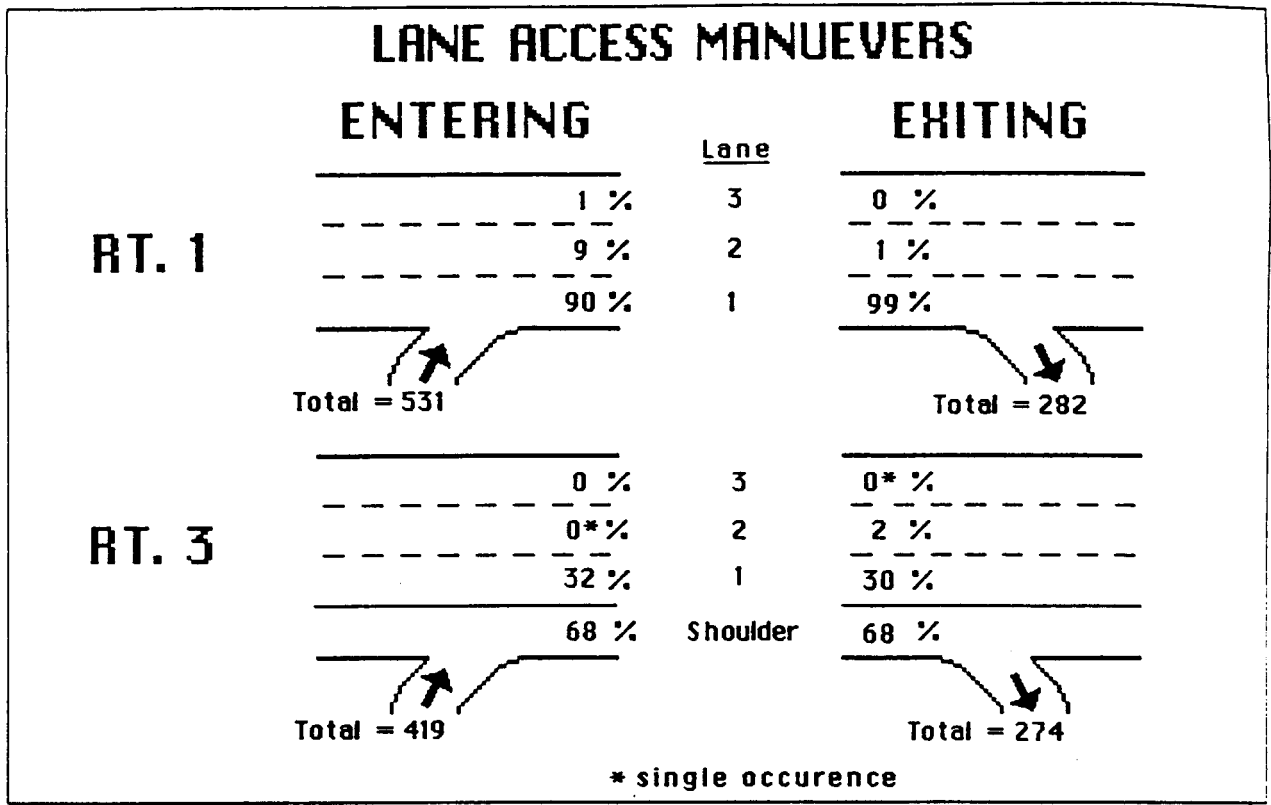 LANE ACCESS MANUEVERS
ENTERING EXITING
Lane
1 % 3 0 %
RT. 1 9 % 2 1 %
90 % 1 99 %
Total = 531 Total = 282
0 % 3 0* %
RT. 3 0* % 2 2 %
32 % 1 30 %
68 % Shoulder 68 %
Total = 419 Total = 274
* single occurence